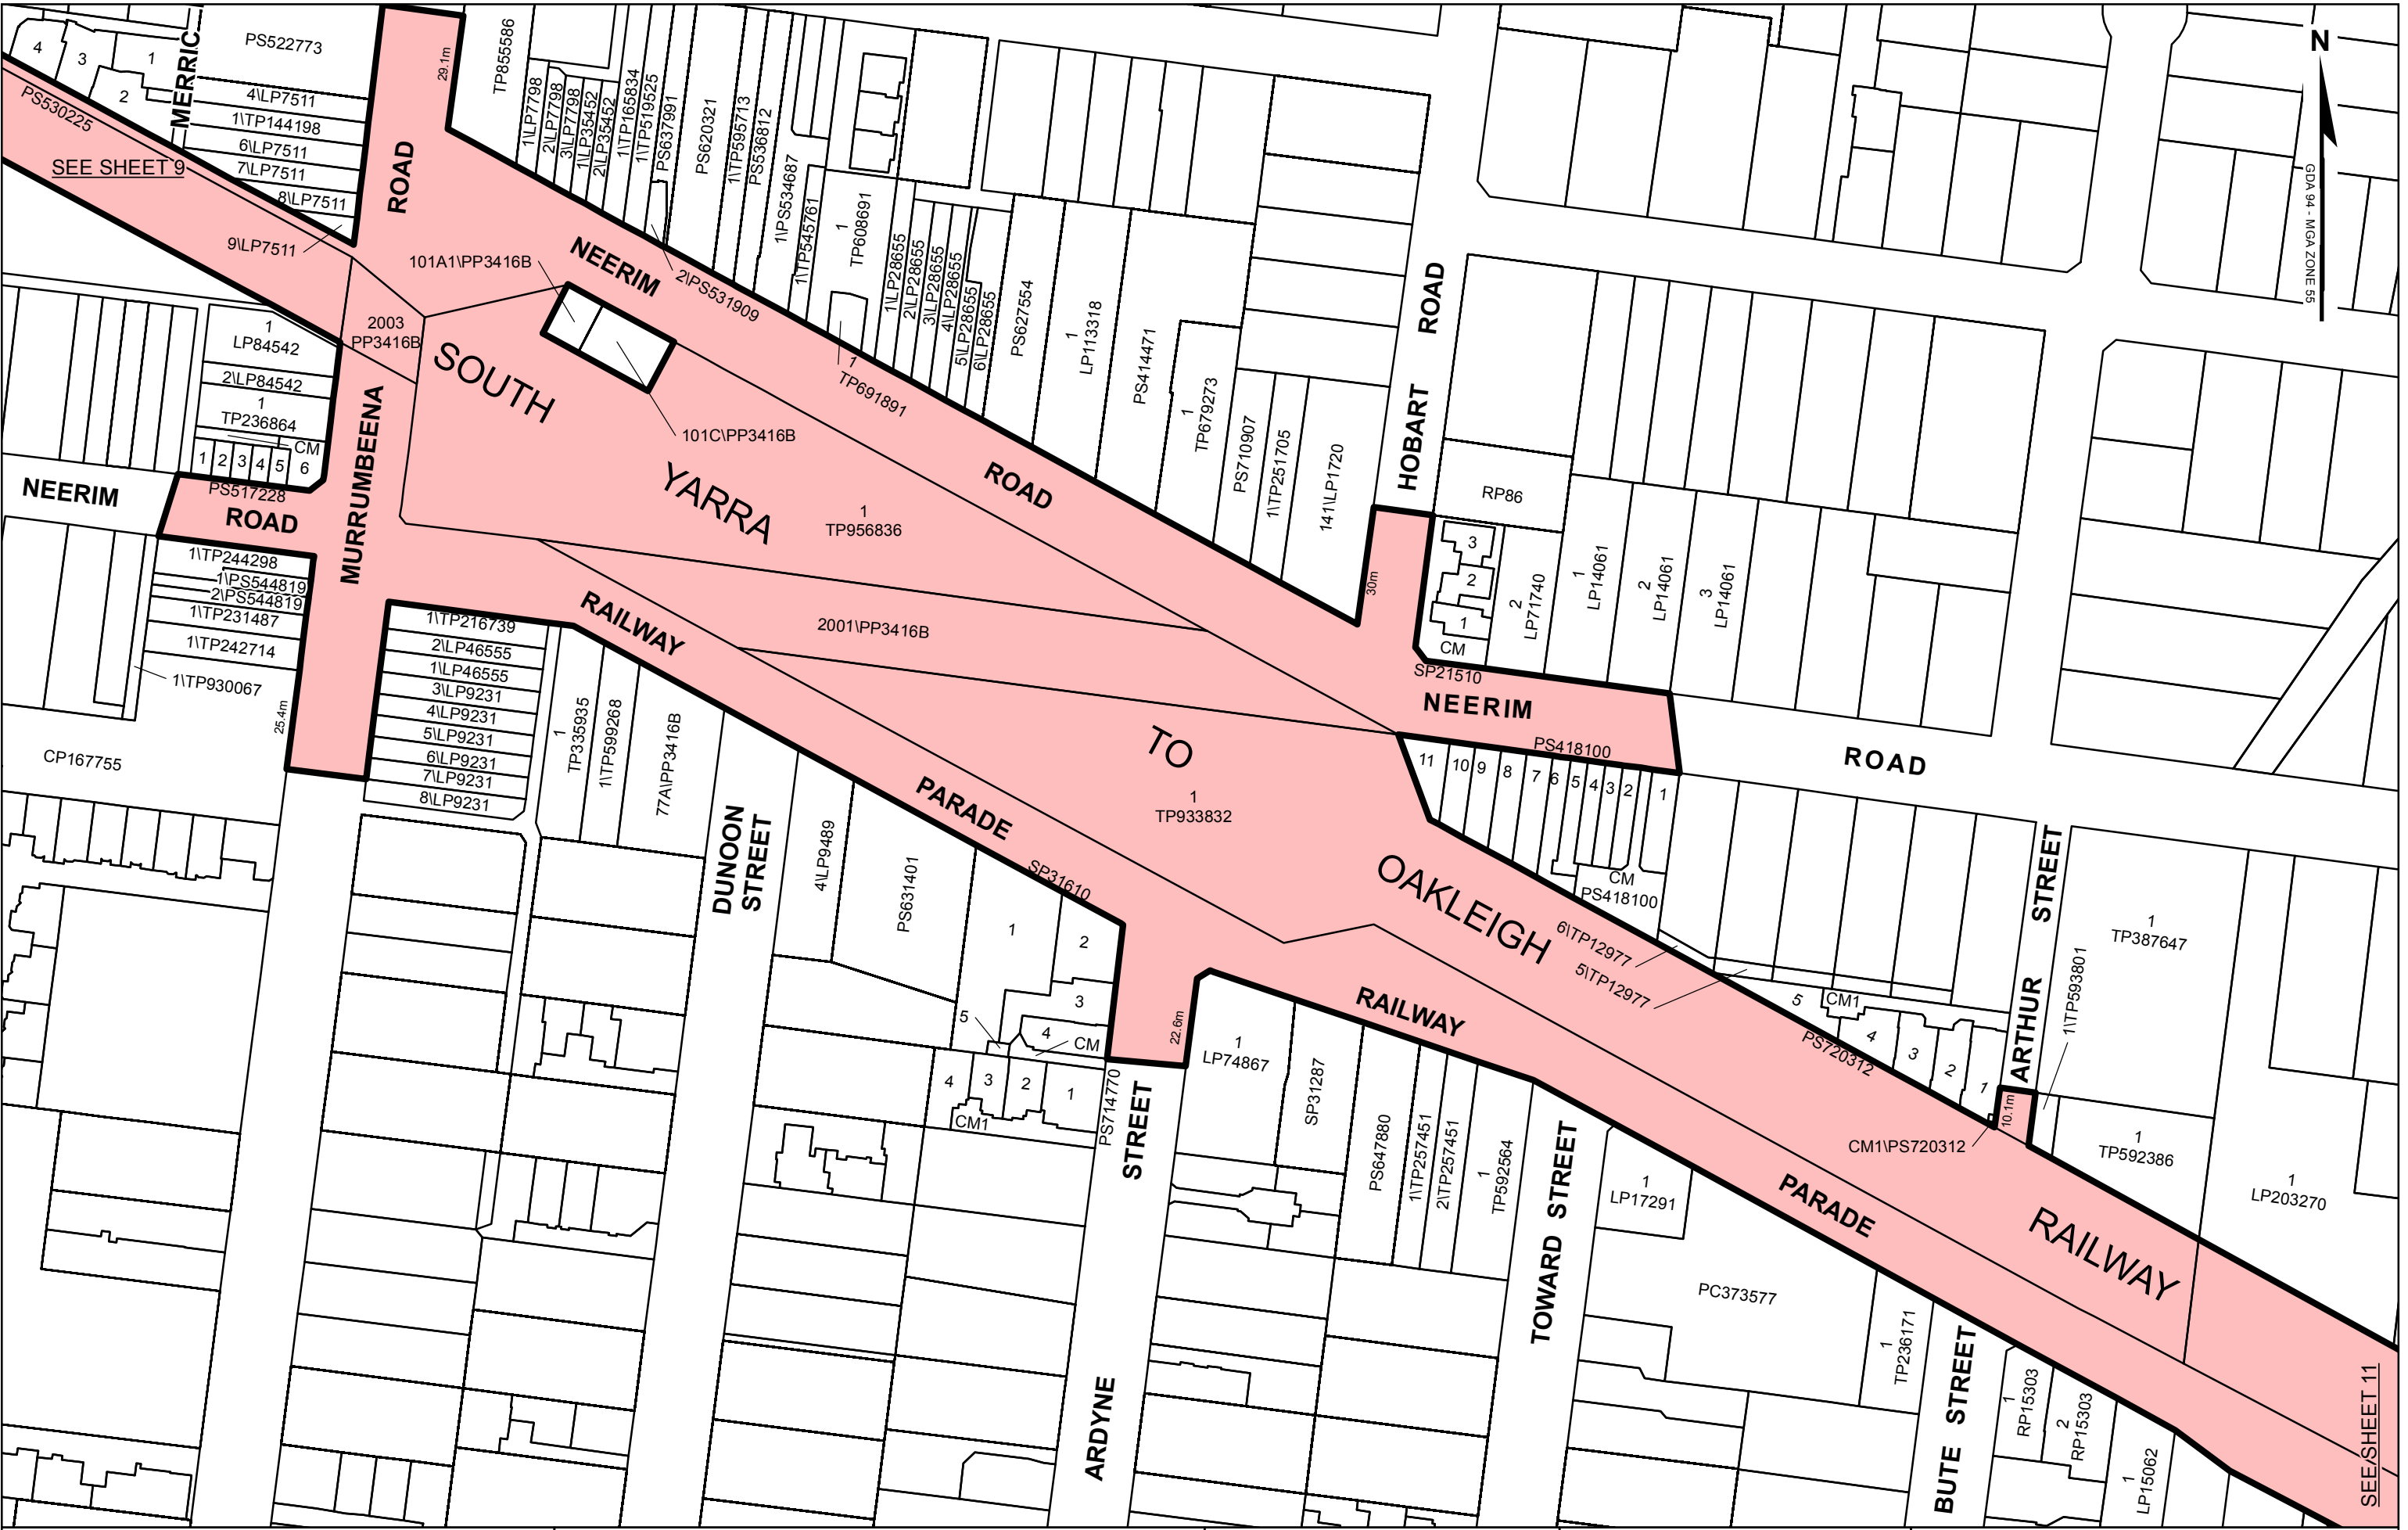 4
3
1
2
MERRIC
PS522773
4\LP7511
1\TP144198
6\LP7511
7\LP7511
8\LP7511
9\LP7511
PS530225
SEE SHEET 9
ROAD
29.1m
TP855586
1\LP7798
2\LP7798
3\LP7798
1\LP35452
2\LP35452
1\TP165834
1\TP519525
PS637991
PS620321
1\TP595713
PS536812
1\PS534687
1\TP545761
1
TP608691
1\LP28655
2\LP28655
3\LP28655
4\LP28655
5\LP28655
6\LP28655
PS627554
1
LP113318
PS414471
1
TP679273
PS710907
1\TP251705
141\LP1720
HOBART ROAD
N
GDA 94 - MGA ZONE 55
101A1\PP3416B
NEERIM
2\PS531909
1
TP691891
101C\PP3416B
2003
PP3416B
SOUTH
YARRA
1
TP956836
ROAD
1
LP84542
2\LP84542
1
TP236864
CM
6
1
2
3
4
5
PS517228
NEERIM
ROAD
MURRUMBEENA
1\TP244298
1\PS544819
2\PS544819
1\TP231487
1\TP242714
1\TP930067
25.4m
CP167755
1\TP216739
2\LP46555
1\LP46555
3\LP9231
4\LP9231
5\LP9231
6\LP9231
7\LP9231
8\LP9231
RAILWAY
2001\PP3416B
1
TP335935
1\TP599268
77A\PP3416B
DUNOON
STREET
PARADE
4\LP9489
PS631401
SP31610
TO
1
TP933832
30m
RP86
3
2
1
CM
SP21510
2
LP71740
1
LP14061
2
LP14061
3
LP14061
NEERIM
PS418100
ROAD
11
10
9
8
7
6
5
4
3
2
1
CM
PS418100
OAKLEIGH
6\TP12977
5\TP12977
1
2
3
4
5
CM
4
3
2
1
CM1
PS714770
22.6m
ARDYNE STREET
1
LP74867
SP31287
RAILWAY
PS647880
1\TP257451
2\TP257451
1
TP592564
TOWARD STREET
1
LP17291
PC373577
PARADE
5
CM1
4
3
2
1
PS720312
CM1\PS720312
10.1m
ARTHUR STREET
1\TP593801
1
TP387647
1
TP592386
1
LP203270
RAILWAY
1
TP236171
BUTE STREET
1
RP15303
2
RP15303
1
LP15062
SEE SHEET 11